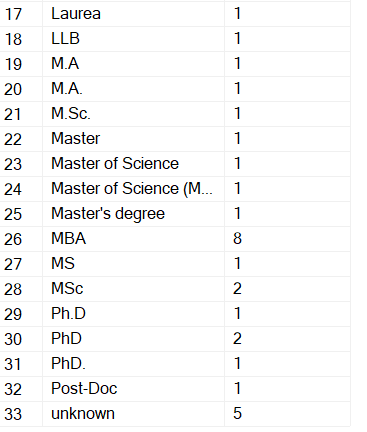 17 Laurea 1
18 LLB 1
19 M.A 1
20 M.A. 1
21 M.Sc. 1
22 Master 1
23 Master of Science 1
24 Master of Science (M... 1
25 Master's degree 1
26 MBA 8
27 MS 1
28 MSc 2
29 Ph.D 1
30 PhD 2
31 PhD. 1
32 Post-Doc 1
33 unknown 5